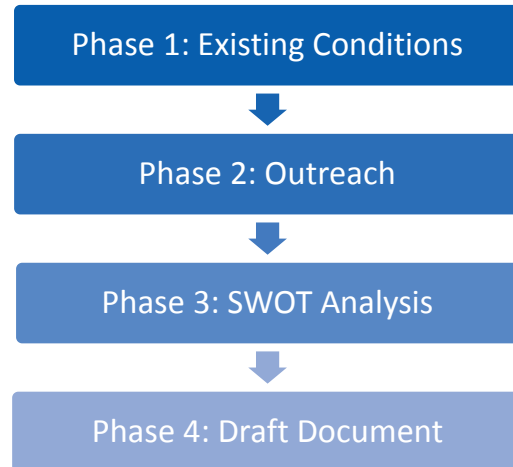 Phase 1: Existing Conditions
Phase 2: Outreach
Phase 3: SWOT Analysis
Phase 4: Draft Document